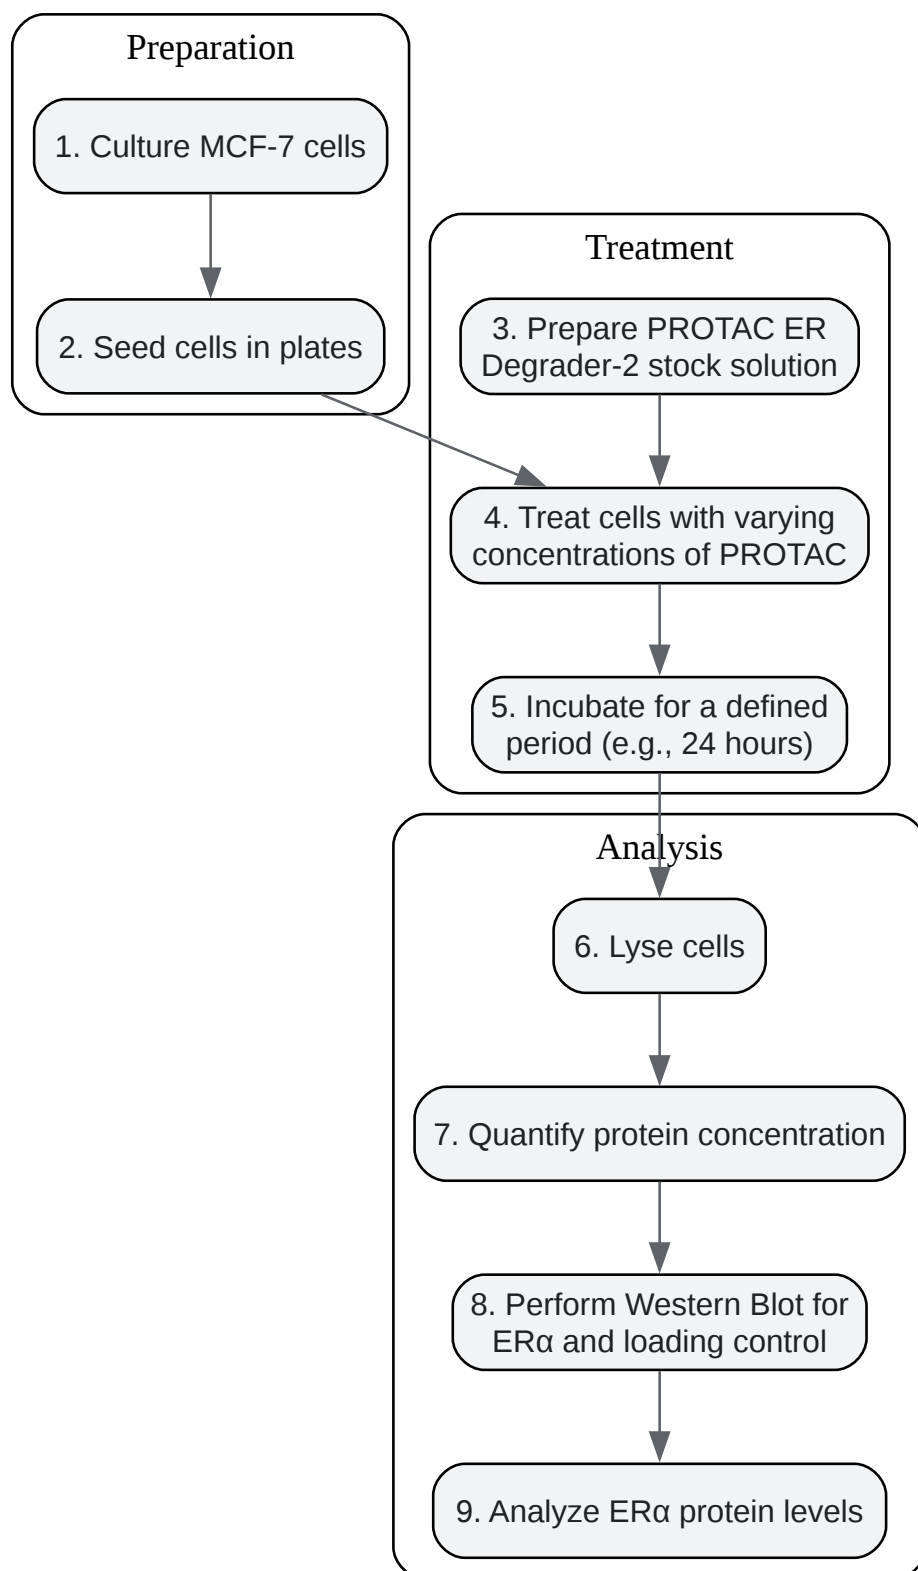 Preparation
1. Culture MCF-7 cells
2. Seed cells in plates
Treatment
3. Prepare PROTAC ER
Degrader-2 stock solution
4. Treat cells with varying
concentrations of PROTAC
5. Incubate for a defined
period (e.g., 24 hours)
Analysis
6. Lyse cells
7. Quantify protein concentration
8. Perform Western Blot for
ERα and loading control
9. Analyze ERα protein levels